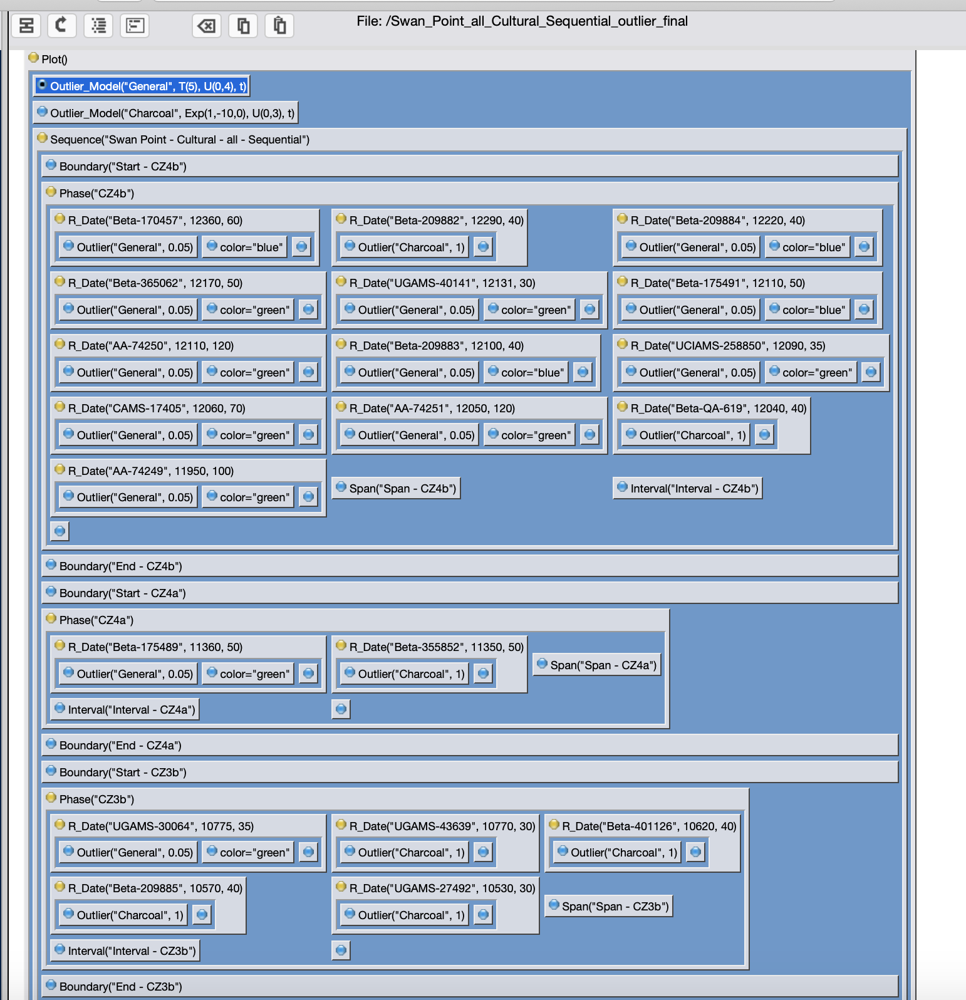 File: /Swan_Point_all_Cultural_Sequential_outlier_final
Plot()
Outlier_Model("General", T(5), U(0,4), t)
Outlier_Model("Charcoal", Exp(1,-10,0), U(0,3), t)
Sequence("Swan Point - Cultural - all - Sequential")
Boundary("Start - CZ4b")
Phase("CZ4b")
R_Date("Beta-170457", 12360, 60) R_Date("Beta-209882", 12290, 40) R_Date("Beta-209884", 12220, 40)
Outlier("General", 0.05) color="blue" Outlier("Charcoal", 1) Outlier("General", 0.05) color="blue"
R_Date("Beta-365062", 12170, 50) R_Date("UGAMS-40141", 12131, 30) R_Date("Beta-175491", 12110, 50)
Outlier("General", 0.05) color="green" Outlier("General", 0.05) color="green" Outlier("General", 0.05) color="blue"
R_Date("AA-74250", 12110, 120) R_Date("Beta-209883", 12100, 40) R_Date("UCIAMS-258850", 12090, 35)
Outlier("General", 0.05) color="green" Outlier("General", 0.05) color="blue" Outlier("General", 0.05) color="green"
R_Date("CAMS-17405", 12060, 70) R_Date("AA-74251", 12050, 120) R_Date("Beta-QA-619", 12040, 40)
Outlier("General", 0.05) color="green" Outlier("General", 0.05) color="green" Outlier("Charcoal", 1)
R_Date("AA-74249", 11950, 100) Span("Span - CZ4b") Interval("Interval - CZ4b")
Outlier("General", 0.05) color="green"
Boundary("End - CZ4b")
Boundary("Start - CZ4a")
Phase("CZ4a")
R_Date("Beta-175489", 11360, 50) R_Date("Beta-355852", 11350, 50) Span("Span - CZ4a")
Outlier("General", 0.05) color="green" Outlier("Charcoal", 1)
Interval("Interval - CZ4a")
Boundary("End - CZ4a")
Boundary("Start - CZ3b")
Phase("CZ3b")
R_Date("UGAMS-30064", 10775, 35) R_Date("UGAMS-43639", 10770, 30) R_Date("Beta-401126", 10620, 40)
Outlier("General", 0.05) color="green" Outlier("Charcoal", 1) Outlier("Charcoal", 1)
R_Date("Beta-209885", 10570, 40) R_Date("UGAMS-27492", 10530, 30) Span("Span - CZ3b")
Outlier("Charcoal", 1) Outlier("Charcoal", 1)
Interval("Interval - CZ3b")
Boundary("End - CZ3b")